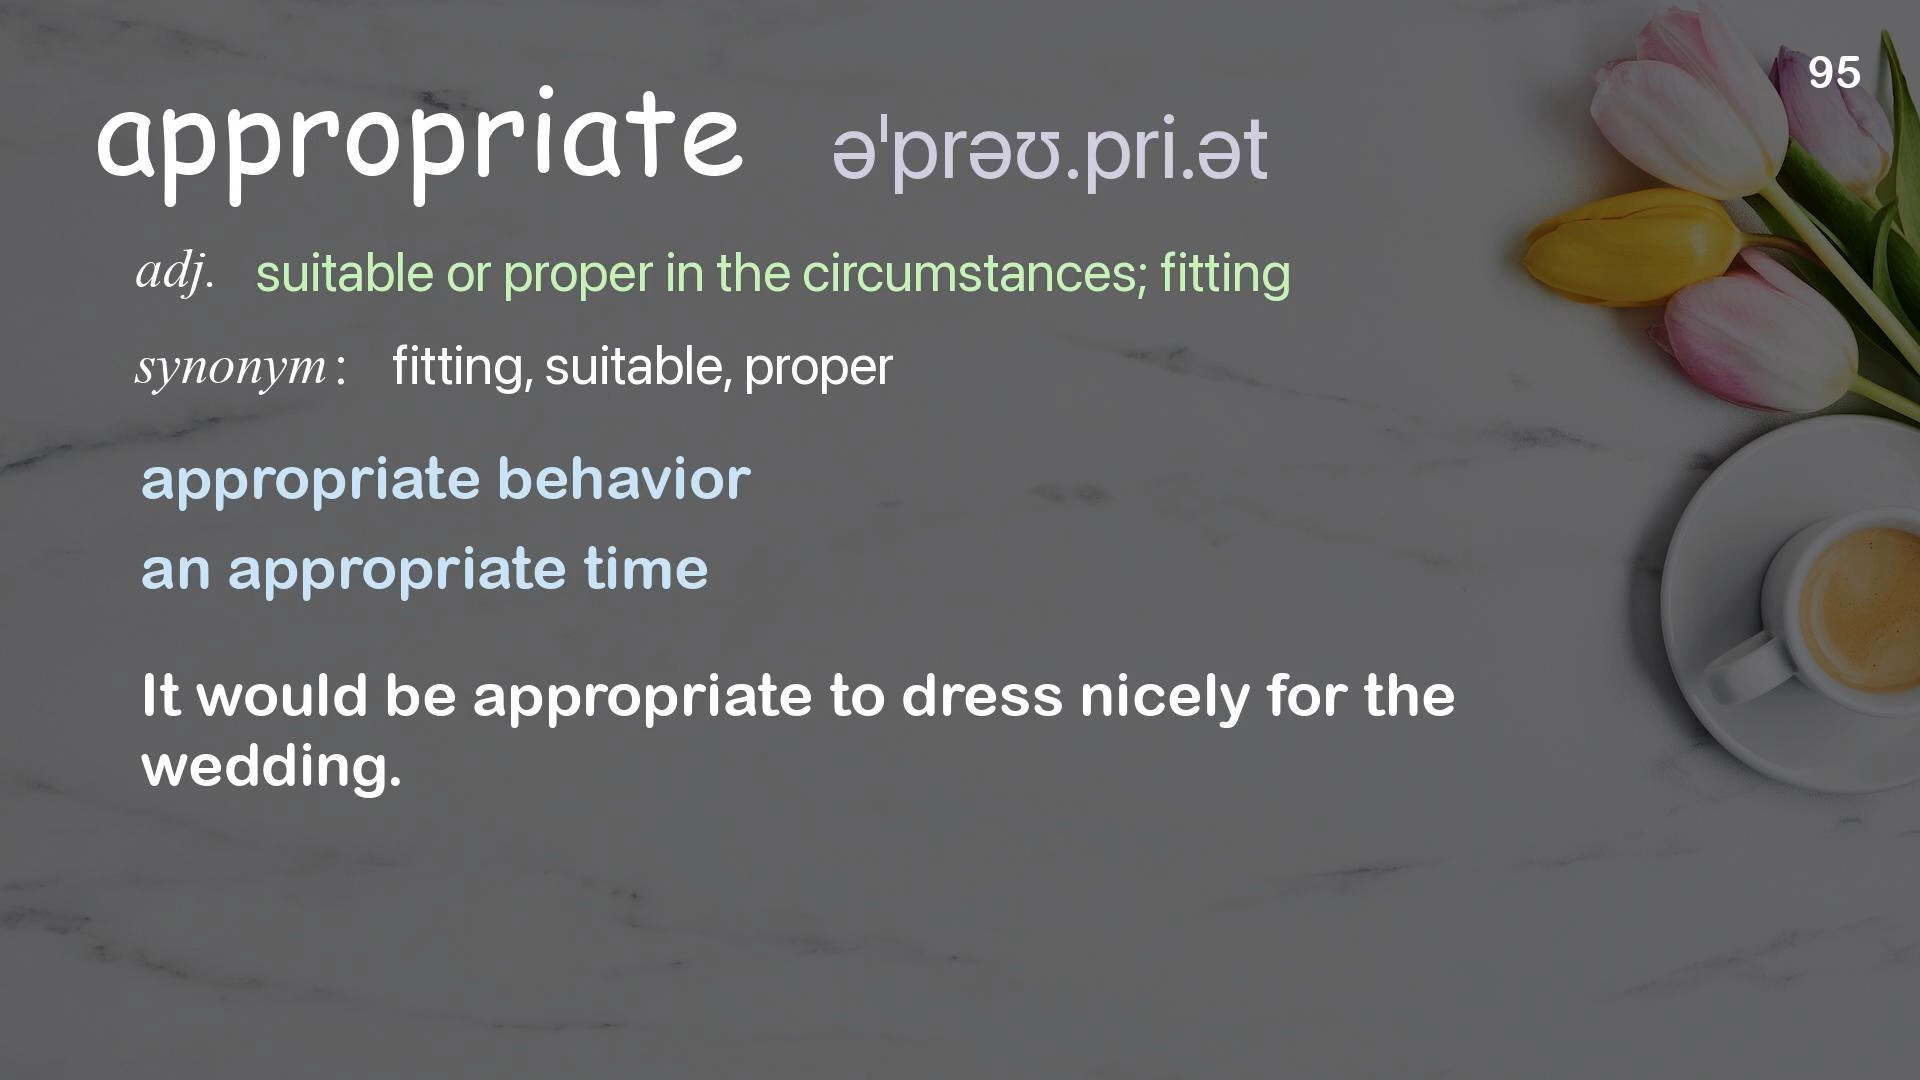 95
appropriate əˈprəʊ.pri.ət
adj. suitable or proper in the circumstances; fitting
synonym: fitting, suitable, proper
appropriate behavior
an appropriate time
It would be appropriate to dress nicely for the
wedding.